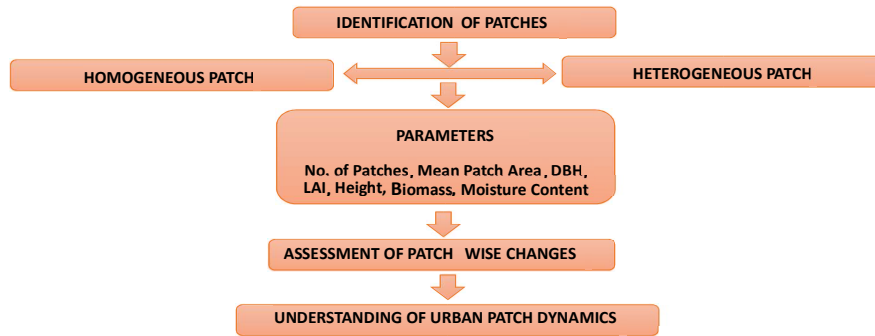 IDENTIFICATION OF PATCHES
HOMOGENEOUS PATCH
HETEROGENEOUS PATCH
PARAMETERS
No. of Patches, Mean Patch Area, DBH,
LAI, Height, Biomass, Moisture Content
ASSESSMENT OF PATCH WISE CHANGES
UNDERSTANDING OF URBAN PATCH DYNAMICS